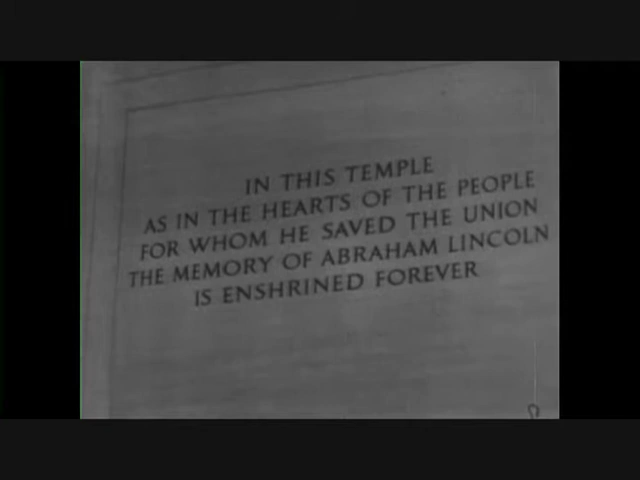 IN THIS TEMPLE
AS IN THE HEARTS OF THE PEOPLE
FOR WHOM HE SAVED THE UNION
THE MEMORY OF ABRAHAM LINCOLN
IS ENSHRINED FOREVER